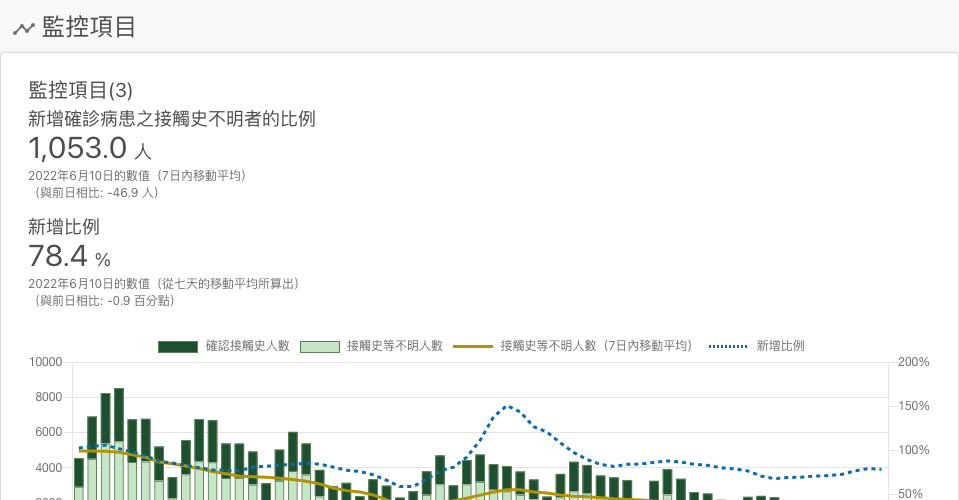 監控項目
監控項目(3)
新增確診病患之接觸史不明者的比例
1,053.0 人
2022年6月10日的數值（7日內移動平均）
（與前日相比: -46.9 人）
新增比例
78.4 %
2022年6月10日的數值（從七天的移動平均所算出）
（與前日相比: -0.9 百分點）
確認接觸史人數 接觸史等不明人數 接觸史等不明人數（7日內移動平均） 新增比例
10000 200%
8000
150%
6000
100%
4000
50%